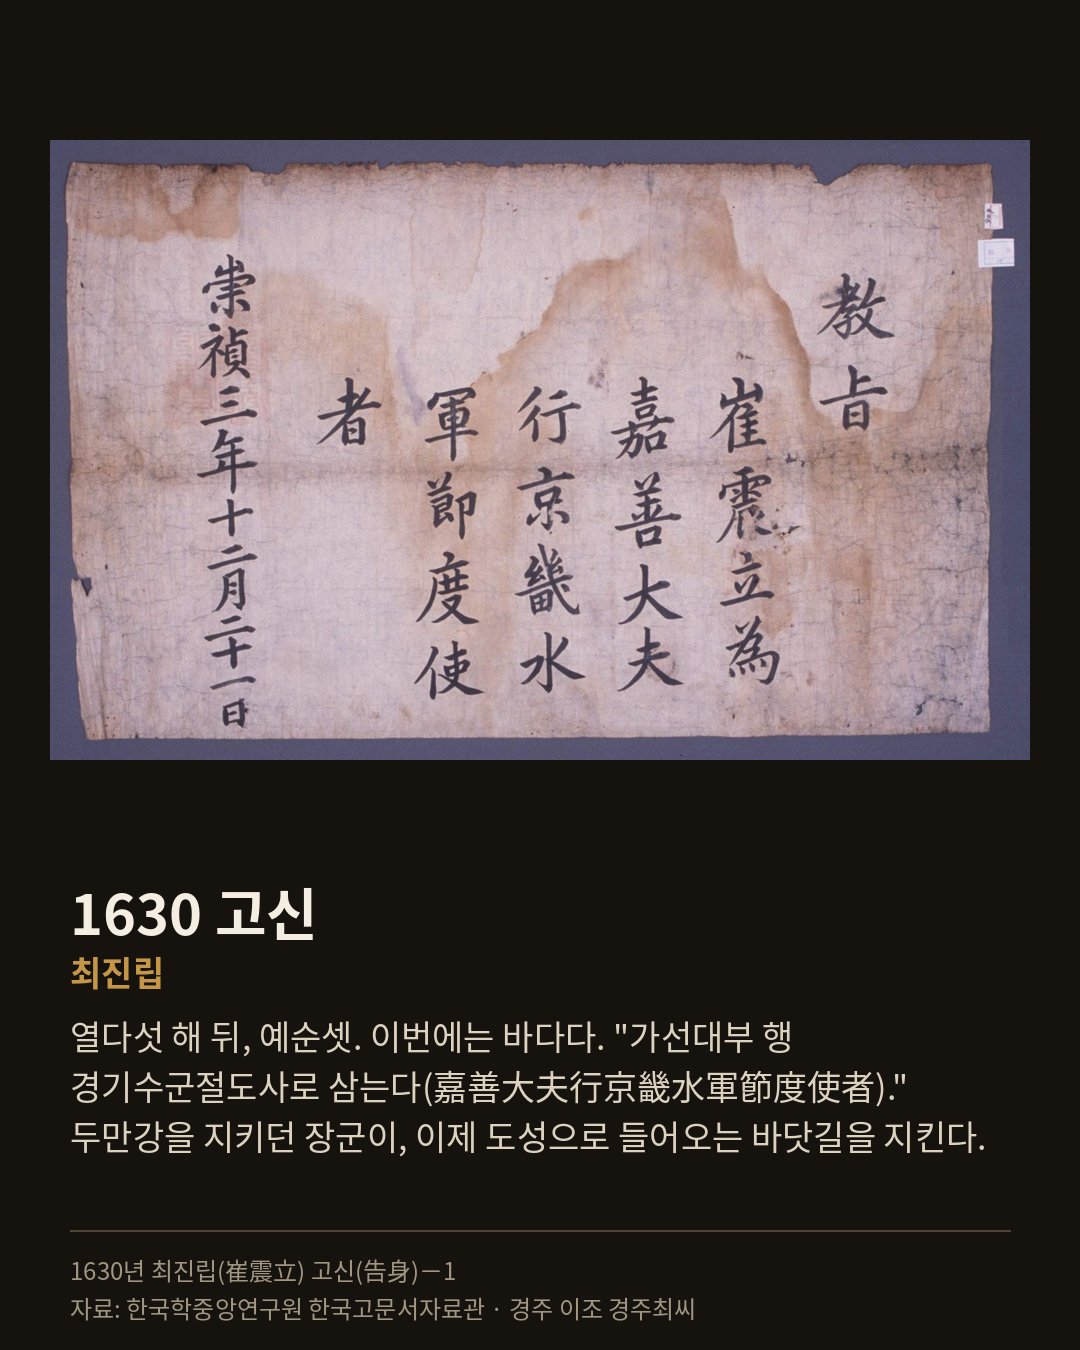 教旨
崔震立為
嘉善大夫
行京畿水
軍節度使
者
崇禎三年十二月二十一日
1630 고신
최진립
열다섯 해 뒤, 예순셋. 이번에는 바다다. "가선대부 행
경기수군절도사로 삼는다(嘉善大夫行京畿水軍節度使者)."
두만강을 지키던 장군이, 이제 도성으로 들어오는 바닷길을 지킨다.
1630년 최진립(崔震立) 고신(告身)－1
자료: 한국학중앙연구원 한국고문서자료관 · 경주 이조 경주최씨